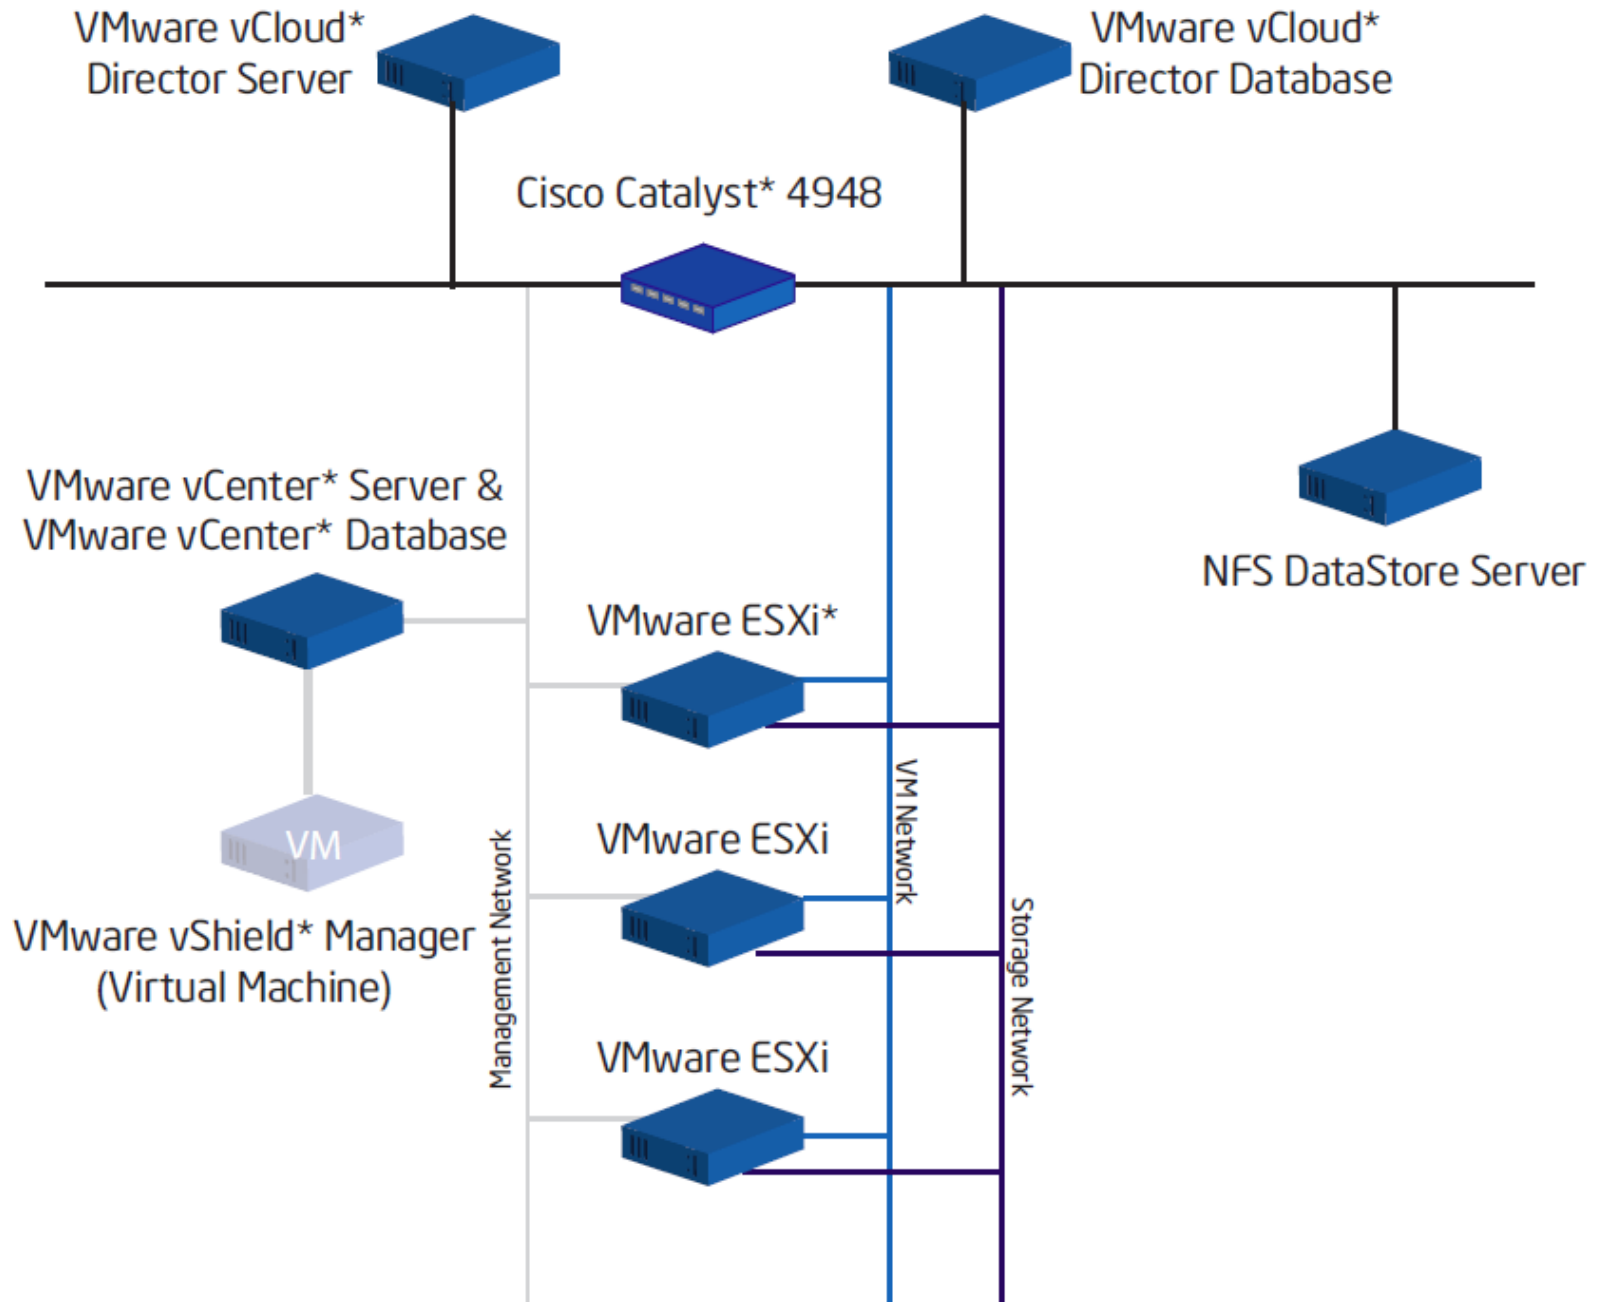 VMware vCloud*
Director Server
VMware vCloud*
Director Database
Cisco Catalyst* 4948
VMware vCenter* Server &
VMware vCenter* Database
NFS DataStore Server
VMware ESXi*
VM Network
VMware ESXi
VM
Management Network
Storage Network
VMware vShield* Manager
(Virtual Machine)
VMware ESXi